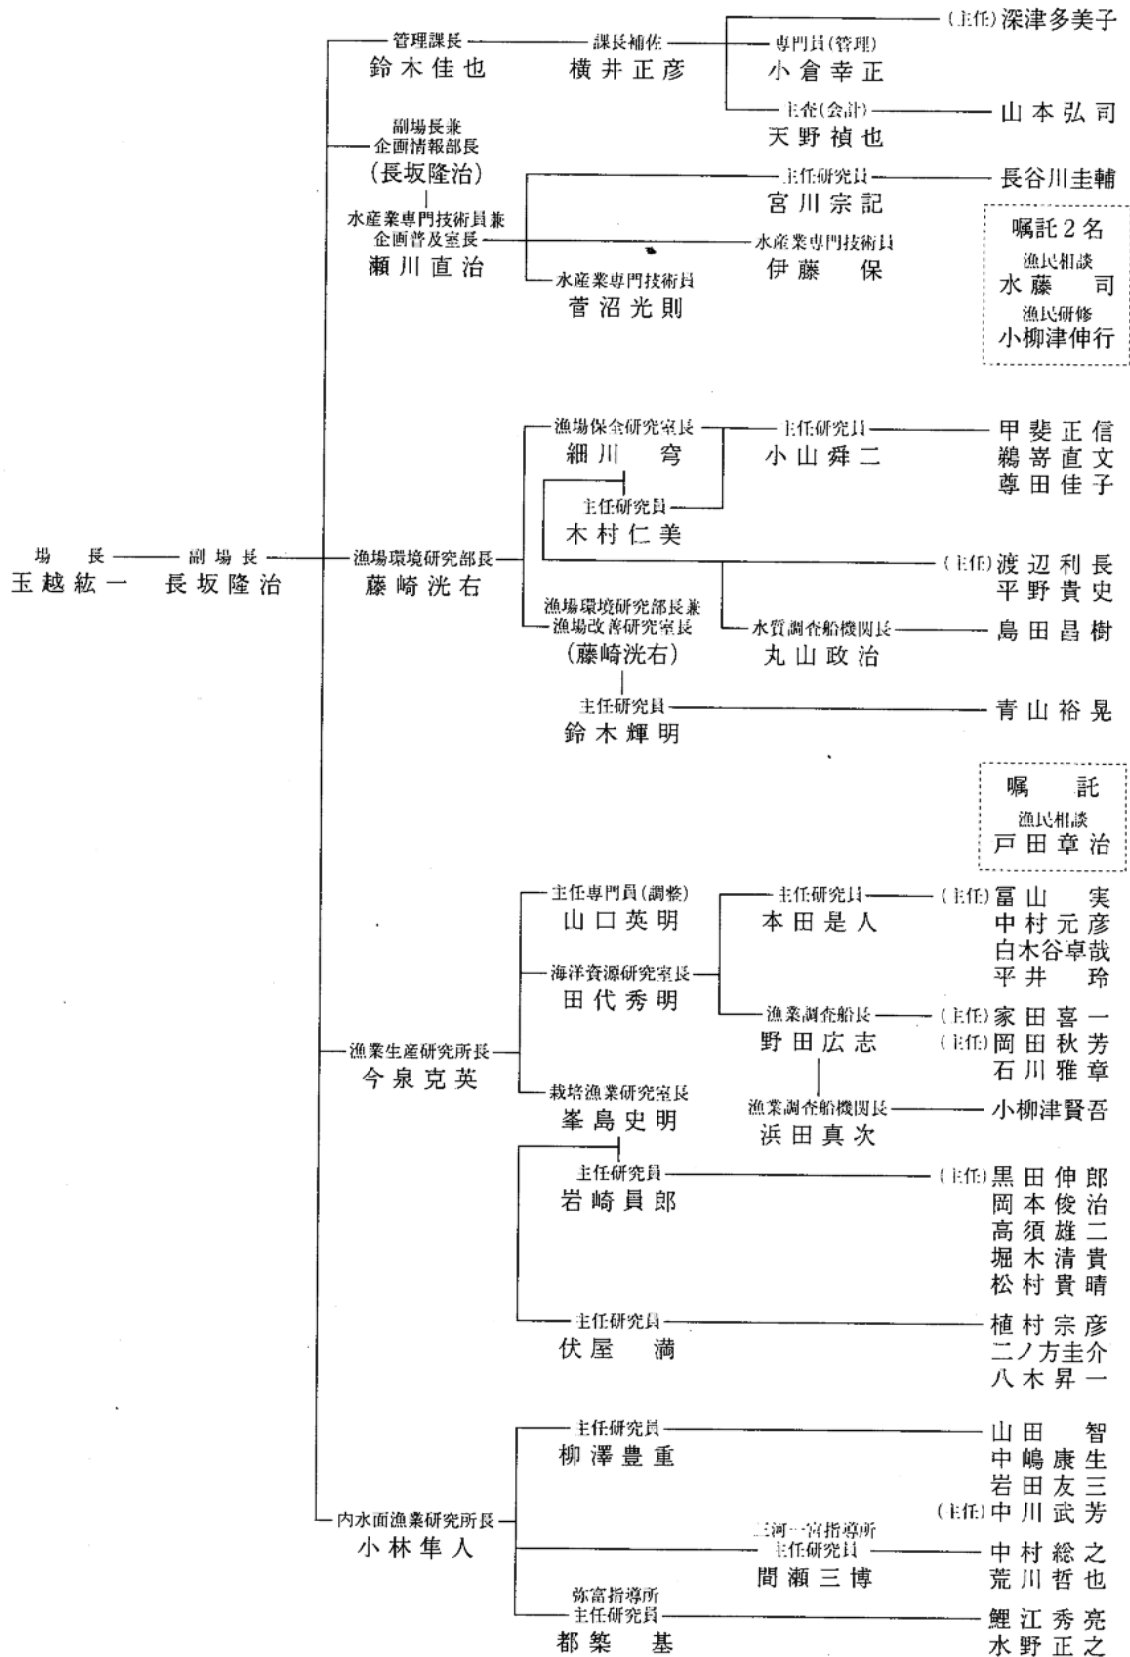 場長
玉越紘一
副場長
長坂隆治
管理課長
鈴木佳也
課長補佐
横井正彦
(主任)深津多美子
専門員(管理)
小倉幸正
主査(会計)
天野禎也
山本弘司
副場長兼
企画情報部長
(長坂隆治)
水産業専門技術員兼
企画普及室長
瀬川直治
主任研究員
宮川宗記
長谷川圭輔
水産業専門技術員
伊藤 保
水産業専門技術員
菅沼光則
嘱託2名
漁民相談
水藤 司
漁民研修
小柳津伸行
漁場環境研究部長
藤崎洸右
漁場保全研究室長
細川 穹
主任研究員
小山舜二
甲斐正信
鵜嵜直文
尊田佳子
主任研究員
木村仁美
(主任)渡辺利長
平野貴史
水質調査船機関長
丸山政治
島田昌樹
漁場環境研究部長兼
漁場改善研究室長
(藤崎洸右)
主任研究員
鈴木輝明
青山裕晃
嘱託
漁民相談
戸田章治
漁業生産研究所長
今泉克英
主任専門員(調整)
山口英明
海洋資源研究室長
田代秀明
主任研究員
本田是人
(主任)冨山 実
中村元彦
白木谷卓哉
平井 玲
漁業調査船長
野田広志
(主任)家田喜一
(主任)岡田秋芳
石川雅章
漁業調査船機関長
浜田真次
小柳津賢吾
栽培漁業研究室長
峯島史明
主任研究員
岩崎員郎
(主任)黒田伸郎
岡本俊治
高須雄二
堀木清貴
松村貴晴
主任研究員
伏屋 満
植村宗彦
二ノ方圭介
八木昇一
内水面漁業研究所長
小林隼人
主任研究員
柳澤豊重
山田 智
中嶋康生
岩田友三
(主任)中川武芳
三河一宮指導所
主任研究員
間瀬三博
中村総之
荒川哲也
弥富指導所
主任研究員
都築 基
鯉江秀亮
水野正之